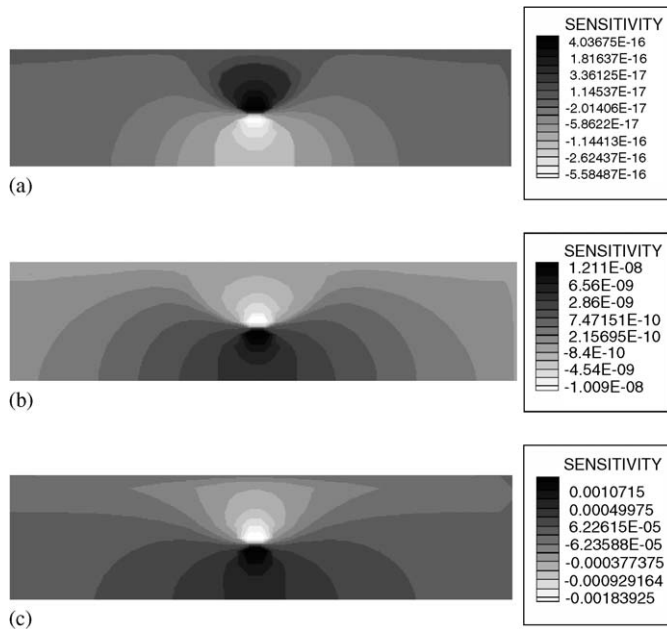 SENSITIVITY
4.03675E-16
1.81637E-16
3.36125E-17
1.14537E-17
-2.01406E-17
-5.8622E-17
-1.14413E-16
-2.62437E-16
-5.58487E-16
(a)
SENSITIVITY
1.211E-08
6.56E-09
2.86E-09
7.47151E-10
2.15695E-10
-8.4E-10
-4.54E-09
-1.009E-08
(b)
SENSITIVITY
0.0010715
0.00049975
6.22615E-05
-6.23588E-05
-0.000377375
-0.000929164
-0.00183925
(c)